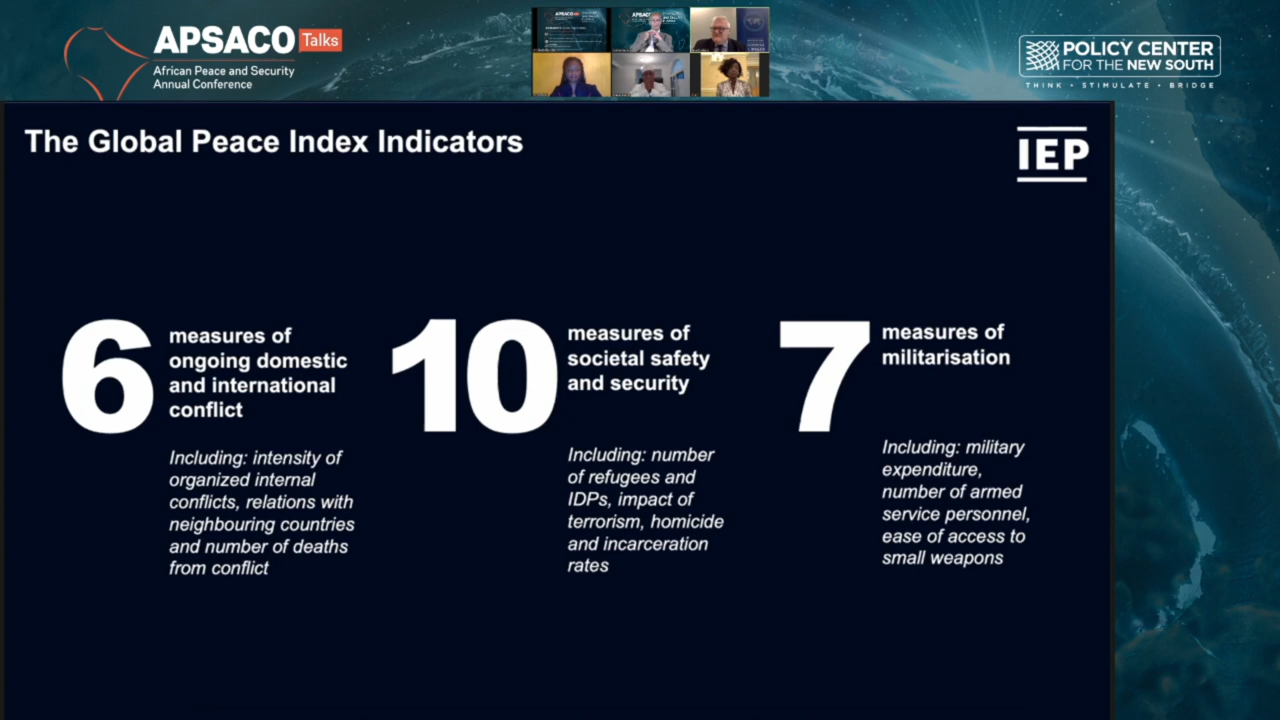 APSACO Talks
African Peace and Security
Annual Conference
POLICY CENTER
FOR THE NEW SOUTH
THINK • STIMULATE • BRIDGE
The Global Peace Index Indicators
IEP
6
measures of
ongoing domestic
and international
conflict
Including: intensity of
organized internal
conflicts, relations with
neighbouring countries
and number of deaths
from conflict
10
measures of
societal safety
and security
Including: number
of refugees and
IDPs, impact of
terrorism, homicide
and incarceration
rates
7
measures of
militarisation
Including: military
expenditure,
number of armed
service personnel,
ease of access to
small weapons